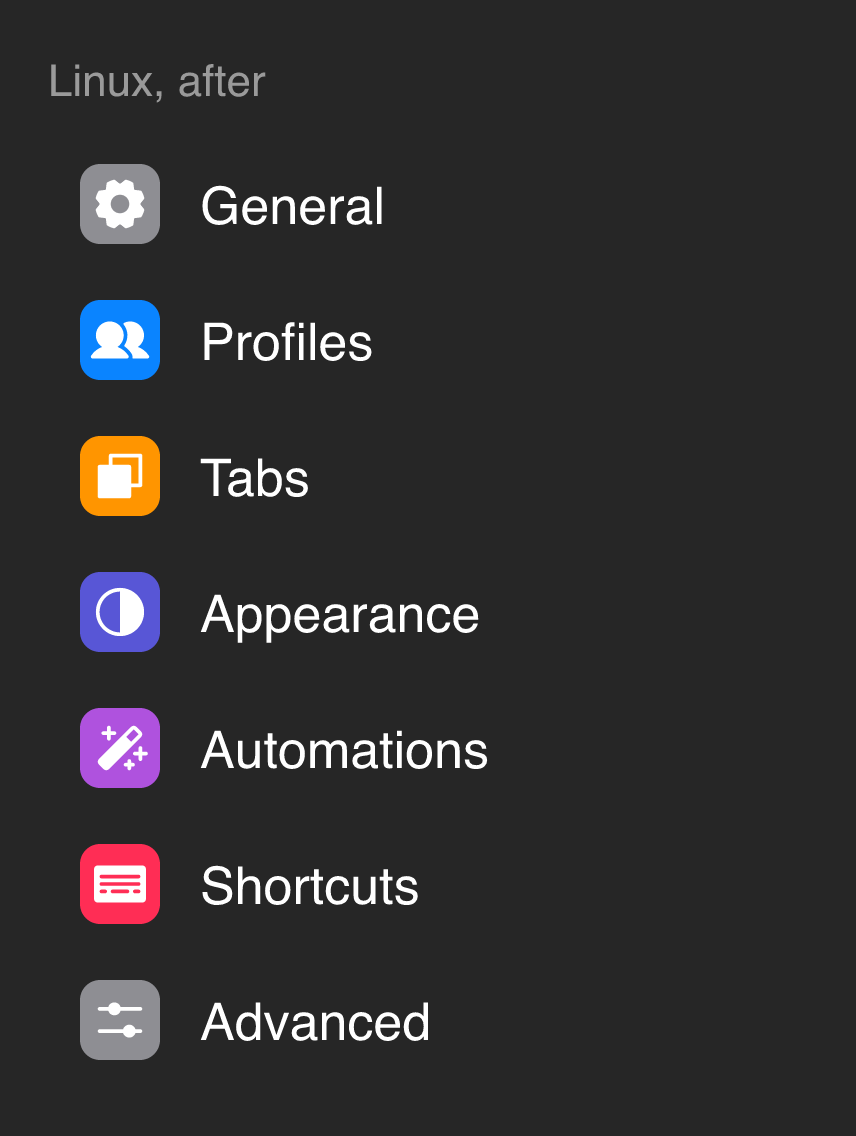 Linux, after
General
Profiles
Tabs
Appearance
Automations
Shortcuts
Advanced